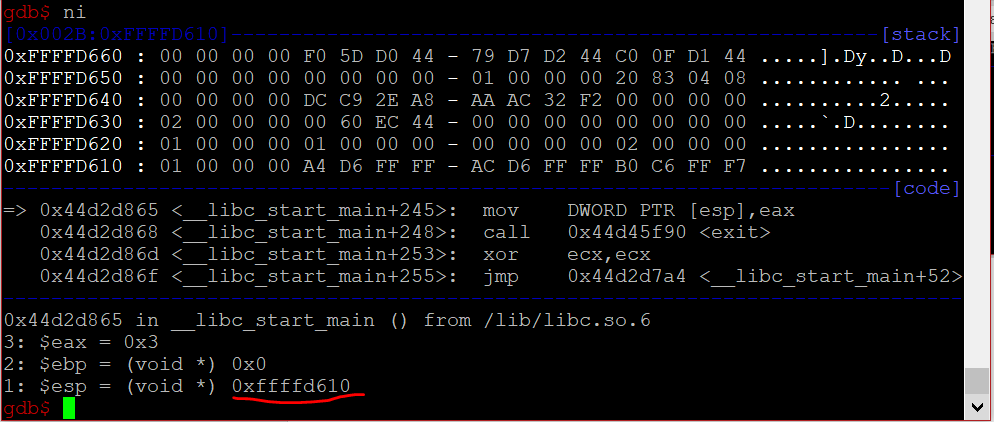 gdb$ ni
[0x002B:0xFFFFD610]------------------------------------------------------[stack]
0xFFFFD660 : 00 00 00 00 F0 5D D0 44 - 79 D7 D2 44 C0 0F D1 44 .....].Dy..D...D
0xFFFFD650 : 00 00 00 00 00 00 00 00 - 01 00 00 00 20 83 04 08 ............ ...
0xFFFFD640 : 00 00 00 00 DC C9 2E A8 - AA AC 32 F2 00 00 00 00 ..........2.....
0xFFFFD630 : 02 00 00 00 00 60 EC 44 - 00 00 00 00 00 00 00 00 .....`.D........
0xFFFFD620 : 01 00 00 00 01 00 00 00 - 00 00 00 00 02 00 00 00 ................
0xFFFFD610 : 01 00 00 00 A4 D6 FF FF - AC D6 FF FF B0 C6 FF F7 ................
--------------------------------------------------------------------------[code]
=> 0x44d2d865 <__libc_start_main+245>: mov DWORD PTR [esp],eax
0x44d2d868 <__libc_start_main+248>: call 0x44d45f90 <exit>
0x44d2d86d <__libc_start_main+253>: xor ecx,ecx
0x44d2d86f <__libc_start_main+255>: jmp 0x44d2d7a4 <__libc_start_main+52>
--------------------------------------------------------------------------------
0x44d2d865 in __libc_start_main () from /lib/libc.so.6
3: $eax = 0x3
2: $ebp = (void *) 0x0
1: $esp = (void *) 0xffffd610
gdb$